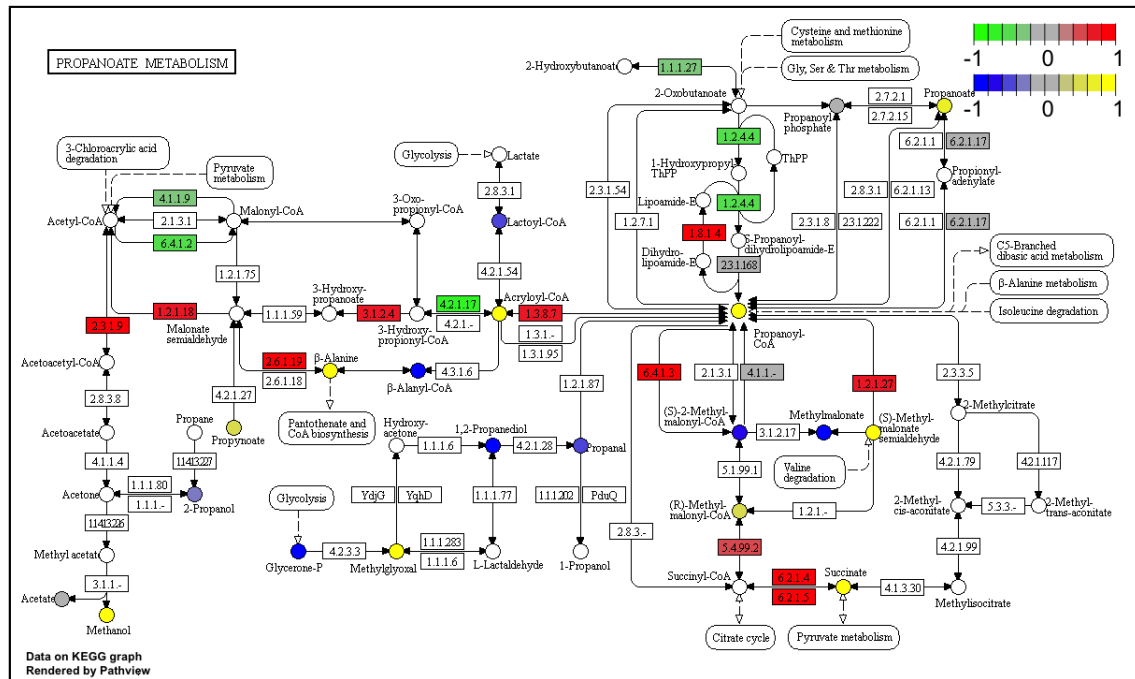 PROPANOATE METABOLISM
Cysteine and methionine
metabolism
-1 0 1
-1 0 1
2-Hydroxybutanoate
1.1.1.27
Gly, Ser & Thr metabolism
2-Oxobutanoate
Propanoyl
phosphate
2.7.2.1
2.7.2.15
Propanoate
3-Chloroacrylic acid
degradation
Pyruvate
metabolism
Glycolysis
Lactate
1.2.4.4
ThPP
1-Hydroxypropyl-
ThPP
6.2.1.1
6.2.1.17
Propionyl-
adenylate
2.8.3.1
2.3.1.54
1.2.7.1
Lipoamide-E
1.2.4.4
2.8.3.1
6.2.1.13
4.1.1.9
Acetyl-CoA
2.1.3.1
Malonyl-CoA
6.4.1.2
3-Oxo-
propionyl-CoA
Lactoyl-CoA
1.8.1.4
S-Propanoyl-
dihydrolipoamide-E
Dihydro-
lipoamide-E
2.3.1.168
2.3.1.8
2.3.1.222
6.2.1.1
6.2.1.17
C5-Branched
dibasic acid metabolism
β-Alanine metabolism
Isoleucine degradation
1.2.1.75
4.2.1.54
3-Hydroxy-
propanoate
Acryloyl-CoA
1.2.1.18
Malonate
semialdehyde
1.1.1.59
3.1.2.4
3-Hydroxy-
propionyl-CoA
4.2.1.17
4.2.1.-
1.3.8.7
1.3.1.-
1.3.1.95
Propanoyl-CoA
2.3.1.9
Acetoacetyl-CoA
2.6.1.19
2.6.1.18
β-Alanine
β-Alanyl-CoA
4.3.1.6
1.2.1.87
6.4.1.3
2.1.3.1
4.1.1.-
1.2.1.27
2.3.3.5
2.8.3.8
4.2.1.27
Propynoate
Pantothenate and
CoA biosynthesis
Acetoacetate
Propane
Hydroxy-
acetone
1.1.1.6
1,2-Propanediol
4.2.1.28
Propanal
(S)-2-Methyl-
malonyl-CoA
3.1.2.17
Methylmalonate
(S)-Methyl-
malonate
semialdehyde
2-Methylcitrate
4.1.1.4
1.14.13.227
Valine
degradation
5.1.99.1
4.2.1.79
4.2.1.117
Acetone
1.1.1.80
1.1.1.-
2-Propanol
Glycolysis
YdjG
YqhD
1.1.1.77
1.1.1.202
PduQ
(R)-Methyl-
malonyl-CoA
1.2.1.-
2-Methyl-
cis-aconitate
5.3.3.-
2-Methyl-
trans-aconitate
1.14.13.226
Methyl acetate
Glycerone-P
4.2.3.3
Methylglyoxal
1.1.1.283
1.1.1.6
L-Lactaldehyde
1-Propanol
2.8.3.-
5.4.99.2
4.2.1.99
3.1.1.-
Acetate
Methanol
Succinyl-CoA
6.2.1.4
6.2.1.5
Succinate
4.1.3.30
Methylisocitrate
Citrate cycle
Pyruvate metabolism
Data on KEGG graph
Rendered by Pathview